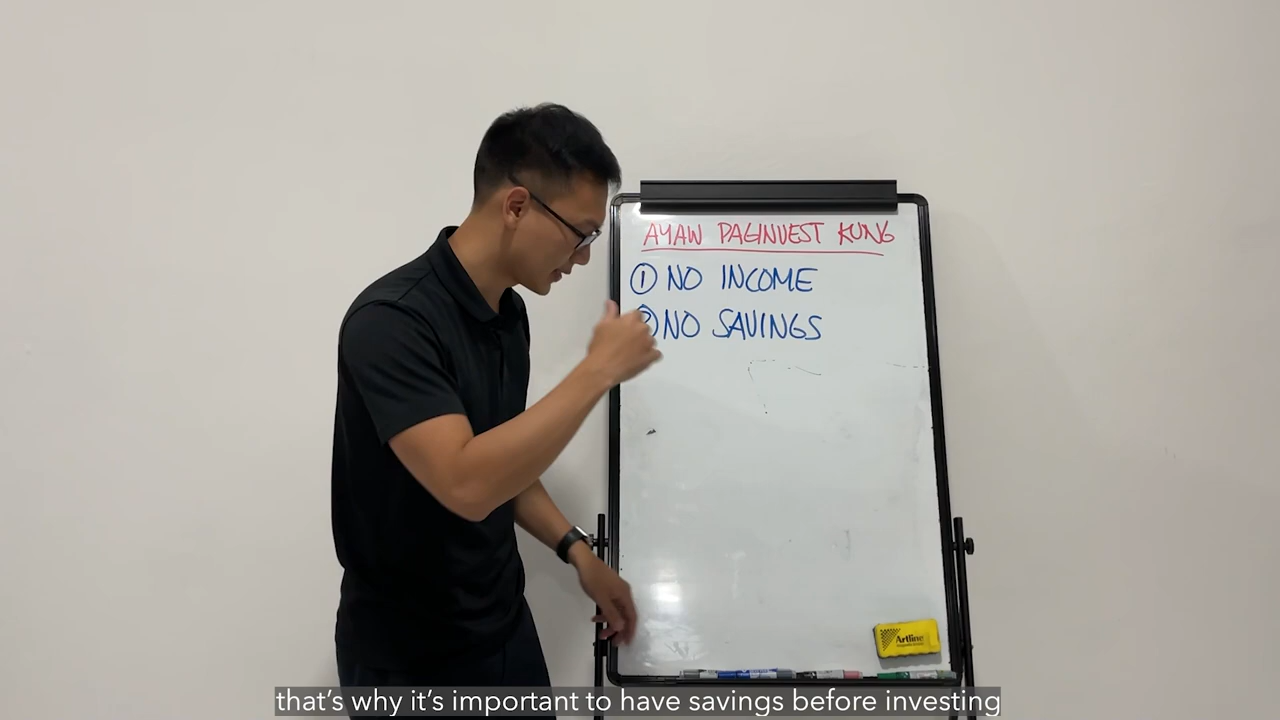 AYAW PAGINVEST KUNG
① NO INCOME
② NO SAVINGS
Artline
that's why it's important to have savings before investing